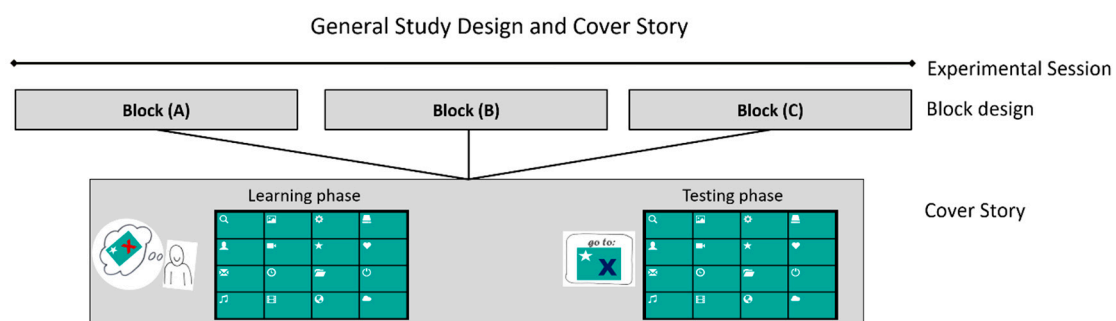 General Study Design and Cover Story
Experimental Session
Block (A)
Block (B)
Block (C)
Block design
Learning phase
Testing phase
Cover Story
go to:
X